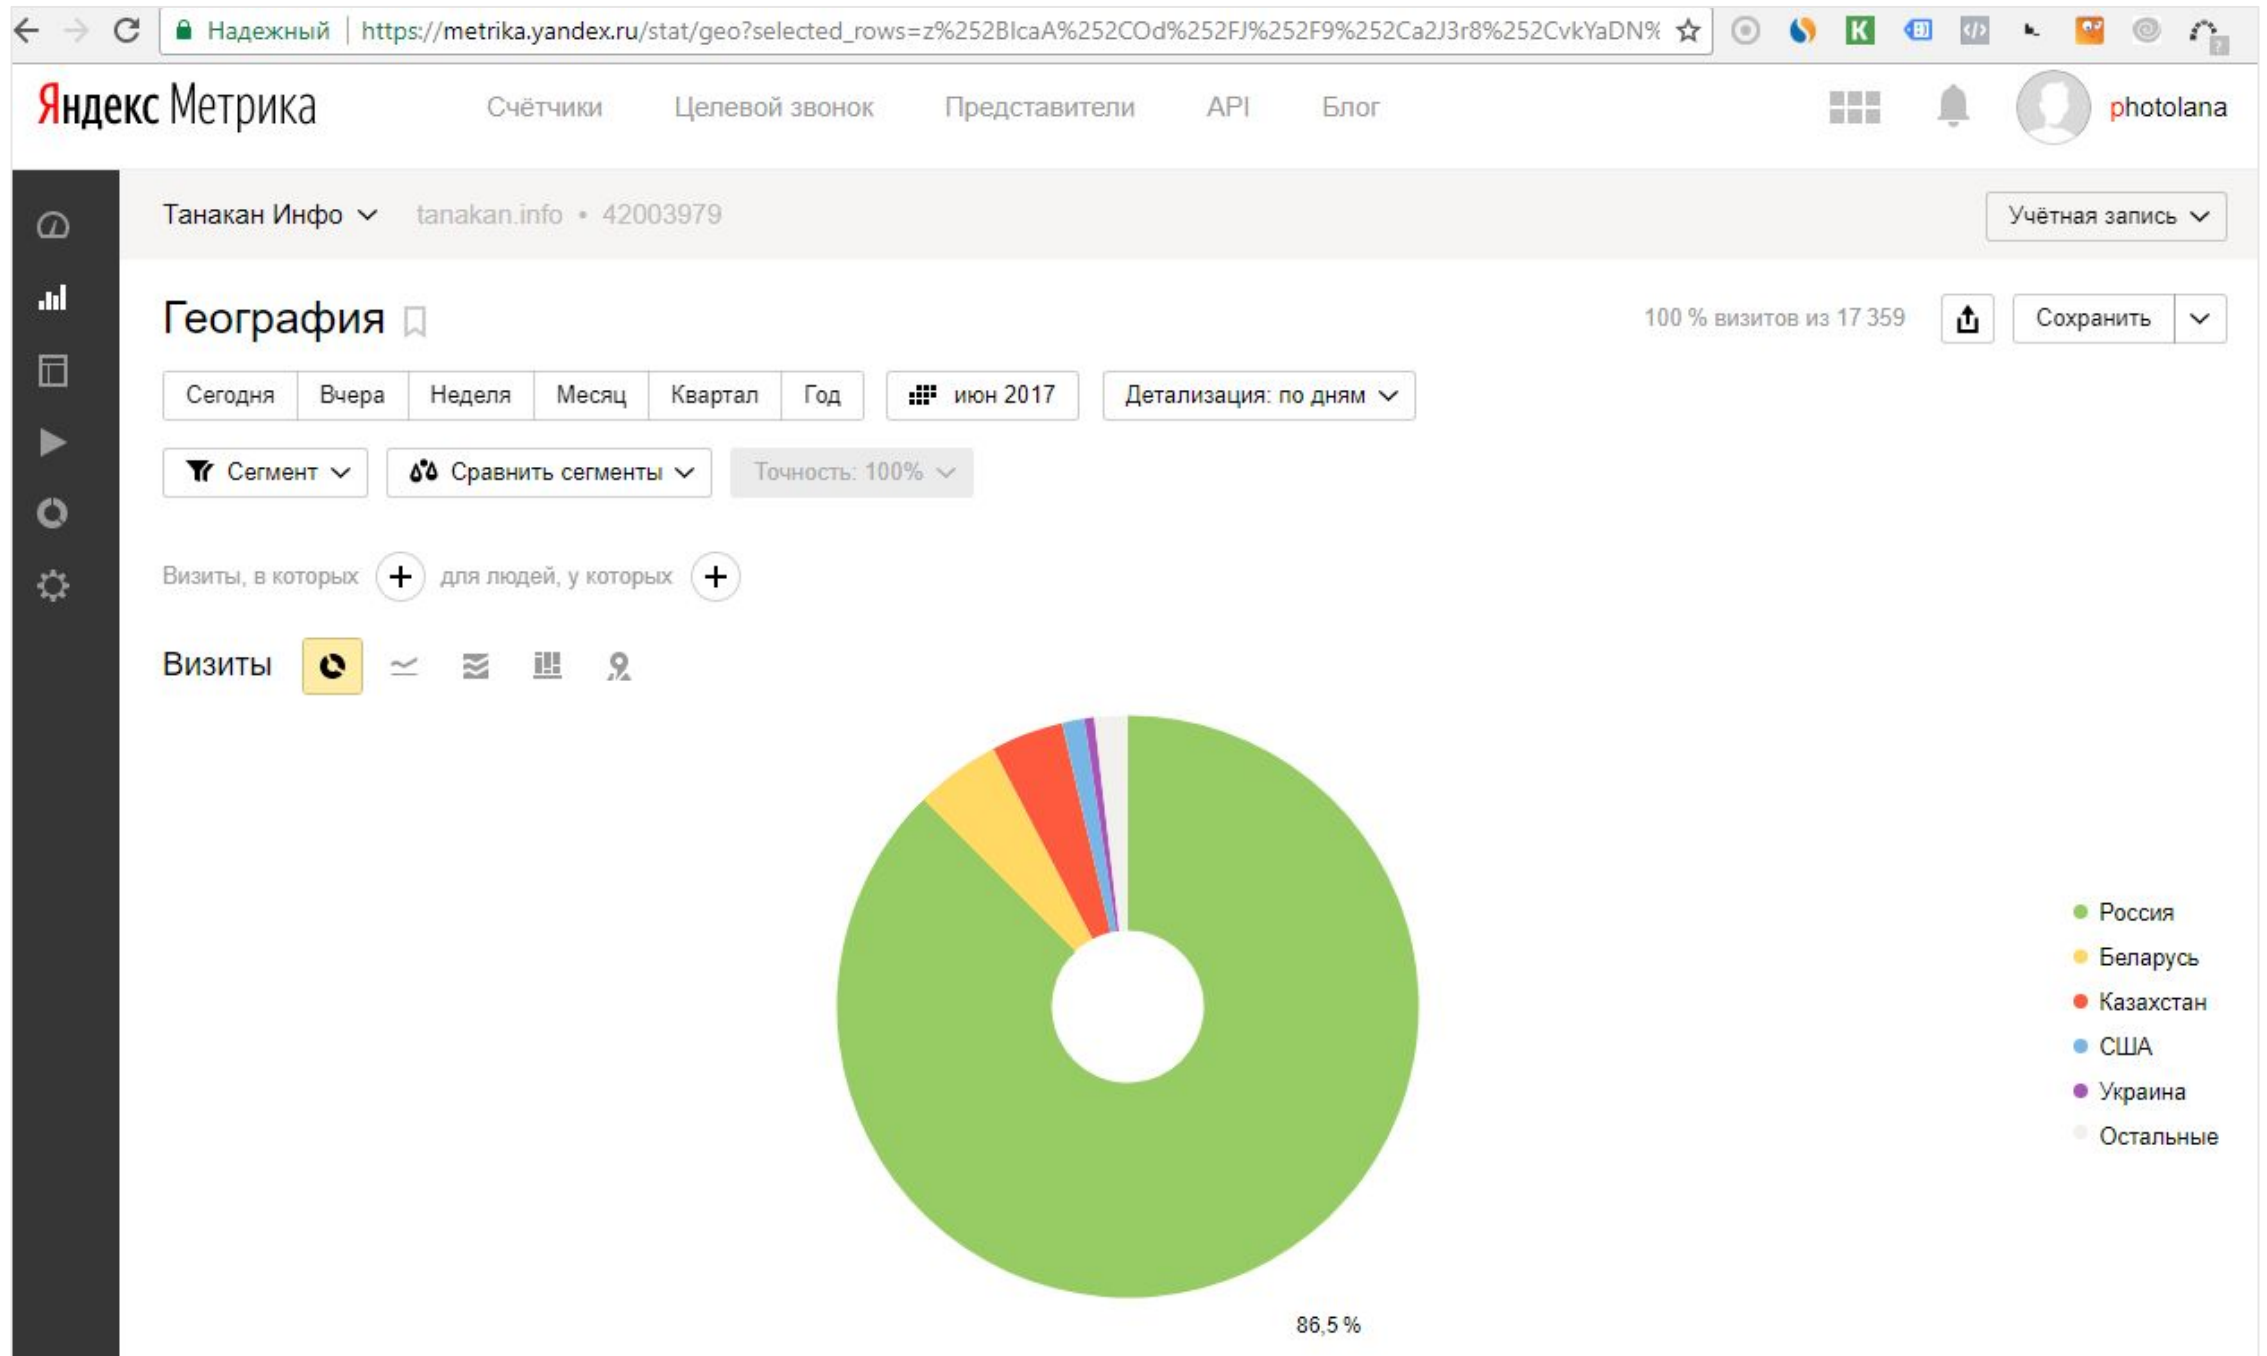 Надежный | https://metrika.yandex.ru/stat/geo?selected_rows=z%252BIcaA%252COd%252FJ%252F9%252Ca2J3r8%252CvkYaDN%
Яндекс Метрика Счётчики Целевой звонок Представители API Блог photolana
Танакан Инфо tanakan.info • 42003979 Учётная запись
География 100 % визитов из 17 359 Сохранить
Сегодня Вчера Неделя Месяц Квартал Год июн 2017 Детализация: по дням
Сегмент Сравнить сегменты Точность: 100%
Визиты, в которых + для людей, у которых +
Визиты
Россия
Беларусь
Казахстан
США
Украина
Остальные
86,5 %